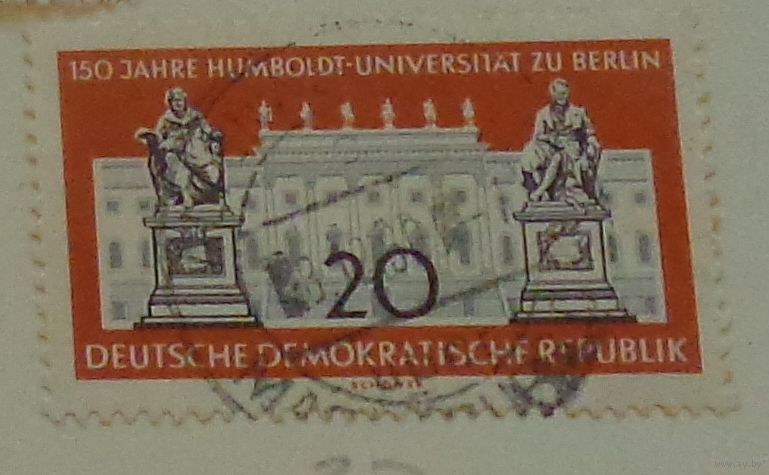 150 JAHRE HUMBOLDT-UNIVERSITÄT ZU BERLIN
20
DEUTSCHE DEMOKRATISCHE REPUBLIK